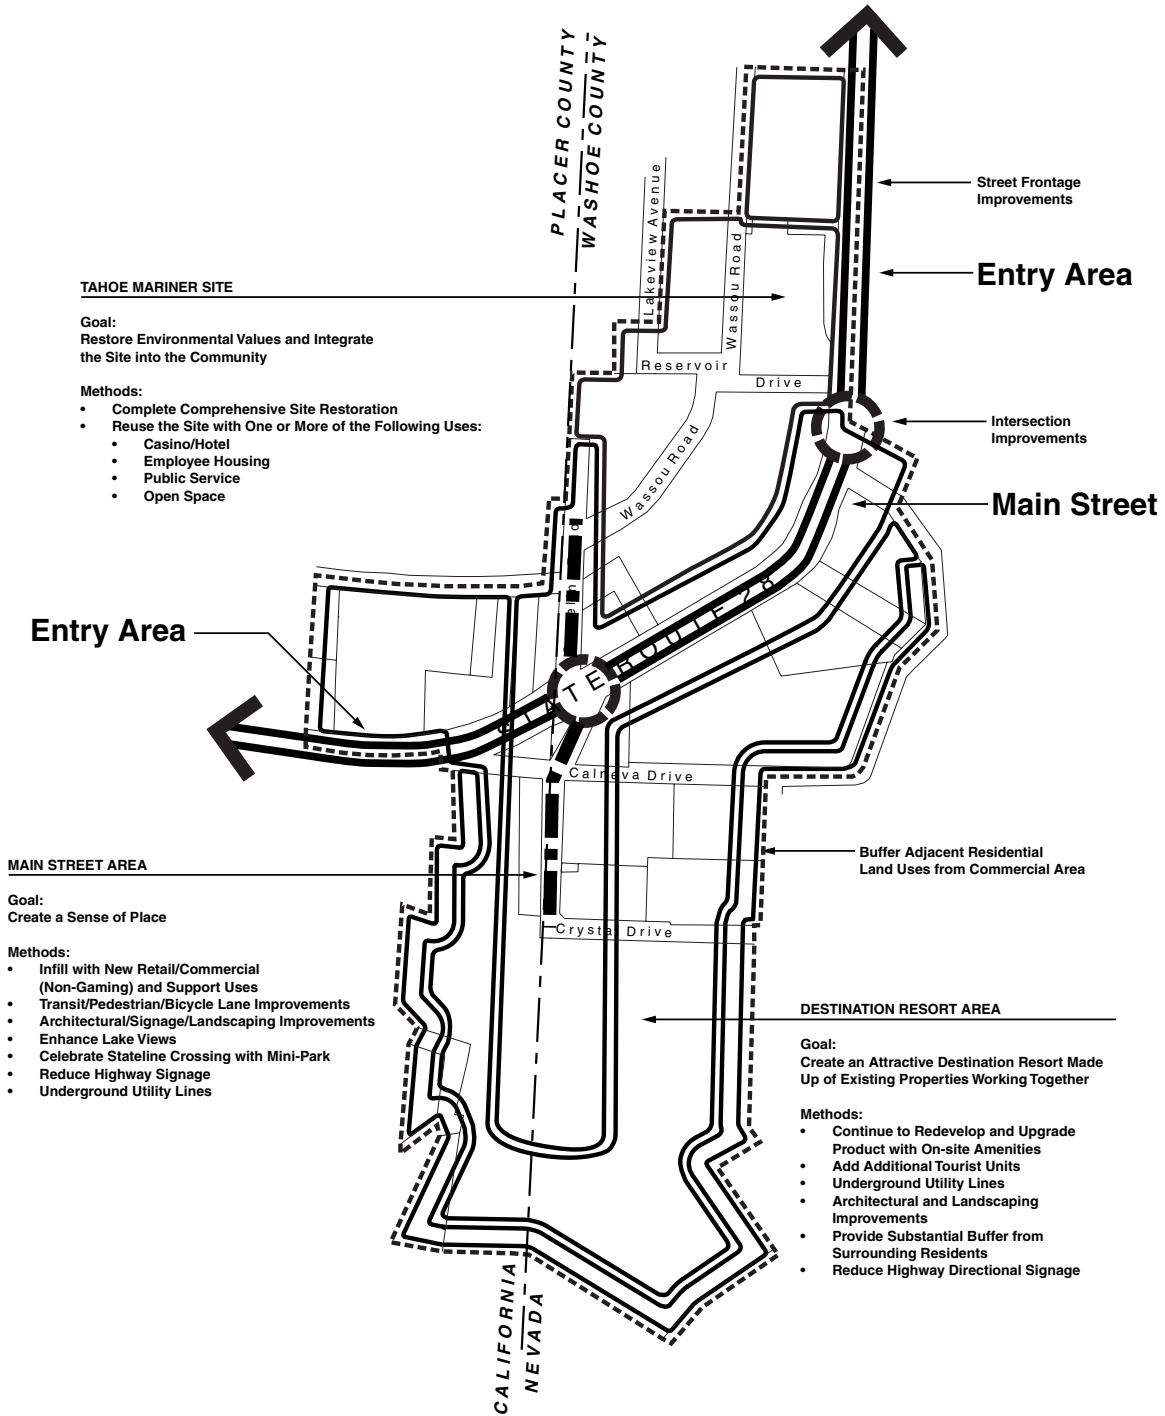 PLACER COUNTY
WASHOE COUNTY
Street Frontage
Improvements
Entry Area
Lakeview Avenue
Wassou Road
TAHOE MARINER SITE
Goal:
Restore Environmental Values and Integrate
the Site into the Community
Methods:
• Complete Comprehensive Site Restoration
• Reuse the Site with One or More of the Following Uses:
• Casino/Hotel
• Employee Housing
• Public Service
• Open Space
Reservoir
Drive
Intersection
Improvements
Wassou Road
Main Street
Entry Area
STATE ROUTE 28
Calneva Drive
MAIN STREET AREA
Goal:
Create a Sense of Place
Methods:
• Infill with New Retail/Commercial
(Non-Gaming) and Support Uses
• Transit/Pedestrian/Bicycle Lane Improvements
• Architectural/Signage/Landscaping Improvements
• Enhance Lake Views
• Celebrate Stateline Crossing with Mini-Park
• Reduce Highway Signage
• Underground Utility Lines
Buffer Adjacent Residential
Land Uses from Commercial Area
Crystal Drive
DESTINATION RESORT AREA
Goal:
Create an Attractive Destination Resort Made
Up of Existing Properties Working Together
Methods:
• Continue to Redevelop and Upgrade
Product with On-site Amenities
• Add Additional Tourist Units
• Underground Utility Lines
• Architectural and Landscaping
Improvements
• Provide Substantial Buffer from
Surrounding Residents
• Reduce Highway Directional Signage
CALIFORNIA
NEVADA